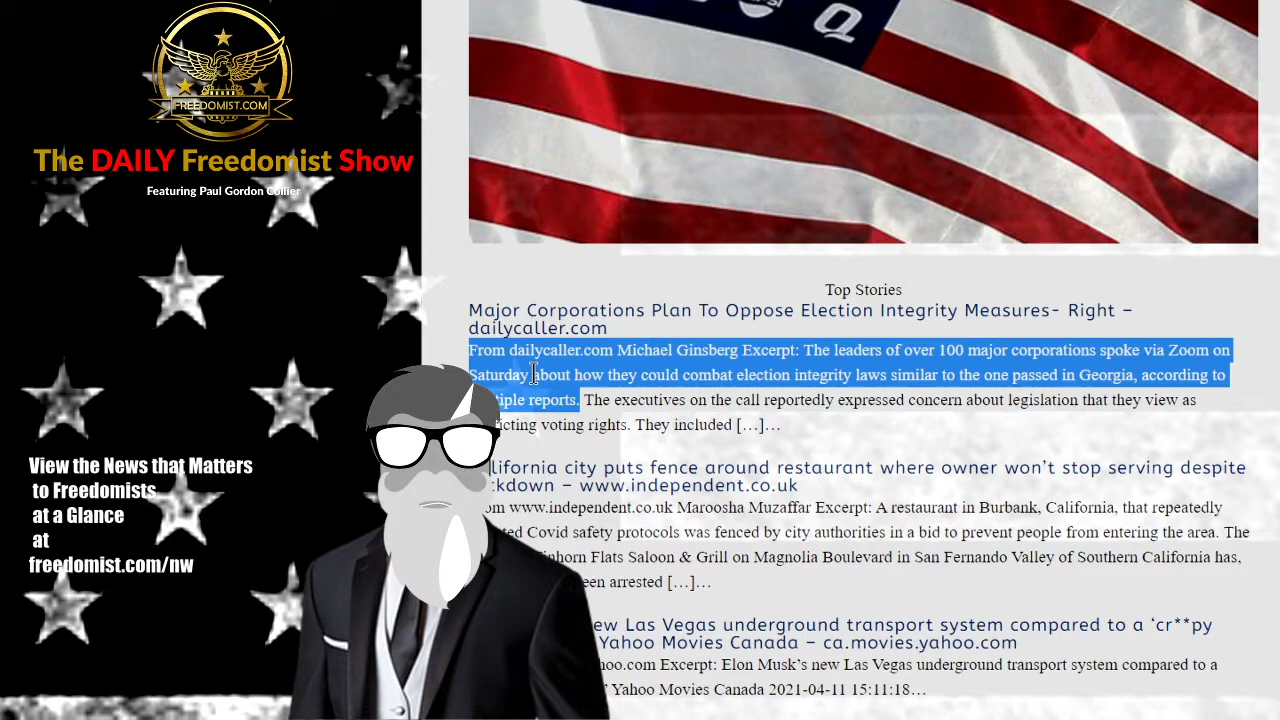 FREEDOMIST.COM
The DAILY Freedomist Show
Featuring Paul Gordon Collier
View the News that Matters
to Freedomists
at a Glance
at
freedomist.com/nw
Q
Top Stories
Major Corporations Plan To Oppose Election Integrity Measures- Right –
dailycaller.com
From dailycaller.com Michael Ginsberg Excerpt: The leaders of over 100 major corporations spoke via Zoom on
Saturday about how they could combat election integrity laws similar to the one passed in Georgia, according to
reports. The executives on the call reportedly expressed concern about legislation that they view as
voting rights. They included […]…
city puts fence around restaurant where owner won’t stop serving despite
– www.independent.co.uk
www.independent.co.uk Maroosha Muzaffar Excerpt: A restaurant in Burbank, California, that repeatedly
Covid safety protocols was fenced by city authorities in a bid to prevent people from entering the area. The
Flats Saloon & Grill on Magnolia Boulevard in San Fernando Valley of Southern California has,
arrested […]…
Las Vegas underground transport system compared to a ‘cr**py
Yahoo Movies Canada – ca.movies.yahoo.com
Excerpt: Elon Musk’s new Las Vegas underground transport system compared to a
Yahoo Movies Canada 2021-04-11 15:11:18…